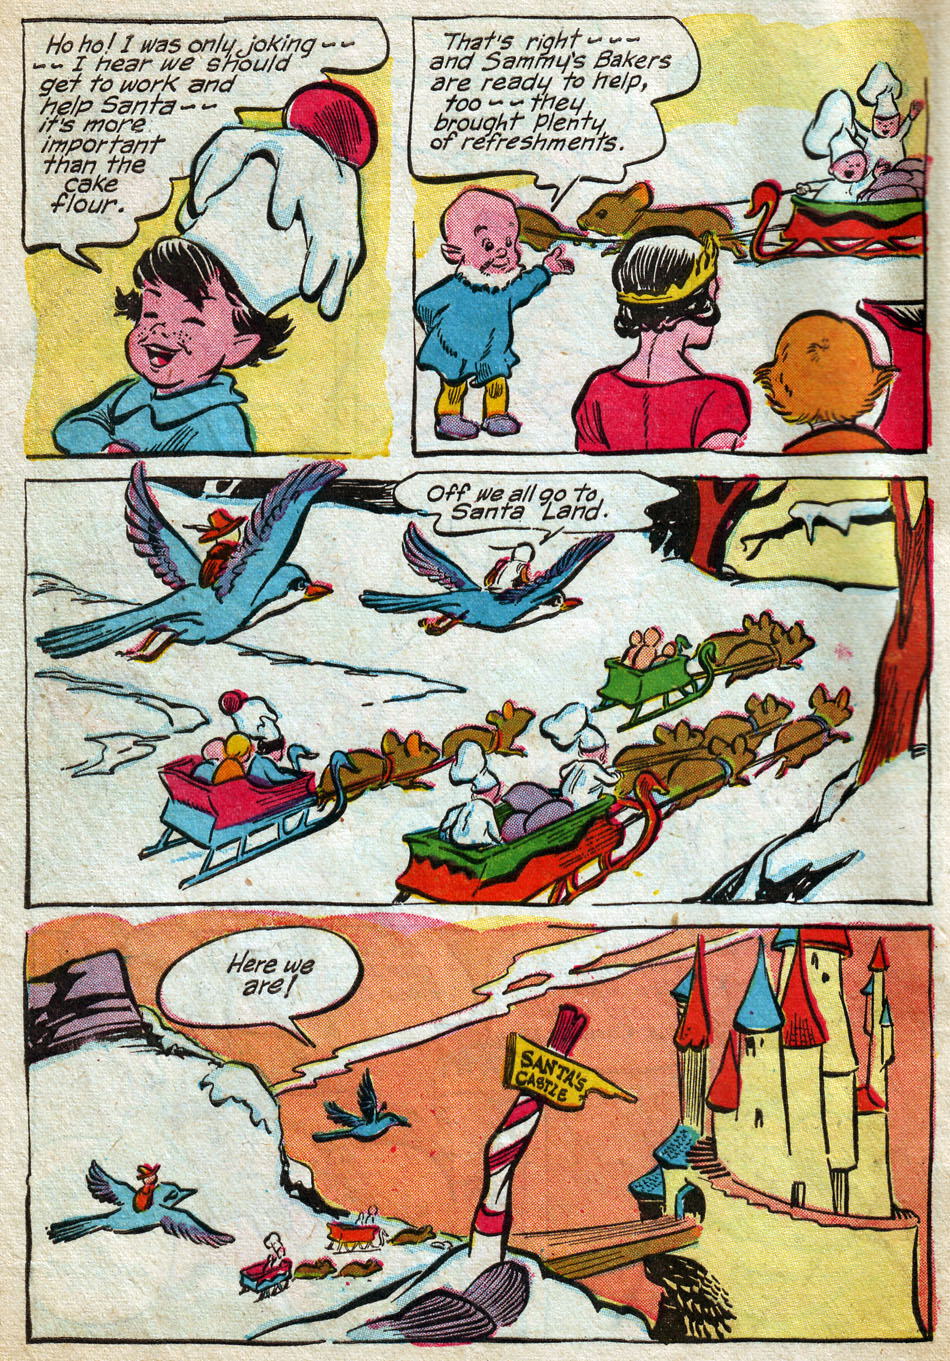 Ho ho! I was only joking --
-- I hear we should
get to work and
help Santa --
it's more
important
than the
cake
flour.
That's right ---
and Sammy's Bakers
are ready to help,
too -- they
brought plenty
of refreshments.
Off we all go to
Santa Land.
Here we
are!
SANTA'S
CASTLE